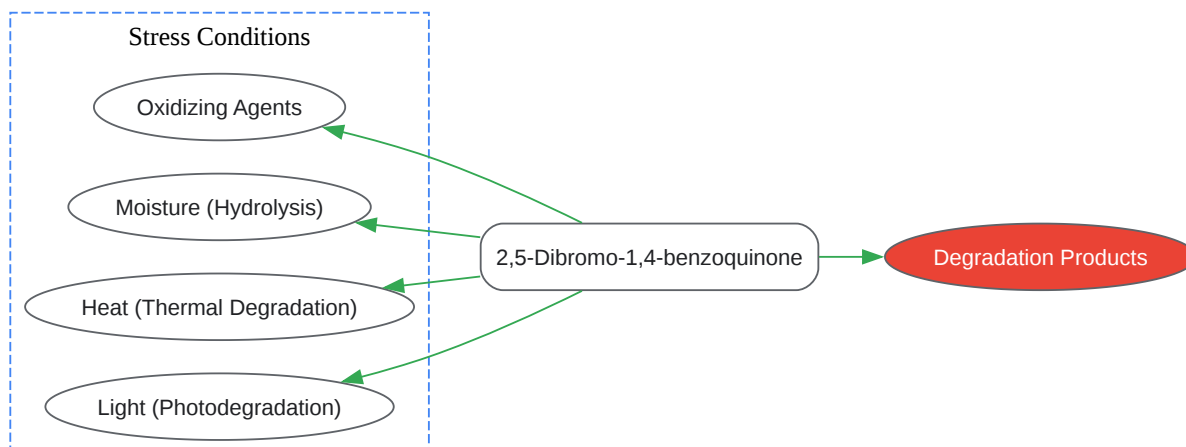 Stress Conditions
Oxidizing Agents
Moisture (Hydrolysis)
Heat (Thermal Degradation)
Light (Photodegradation)
2,5-Dibromo-1,4-benzoquinone
Degradation Products